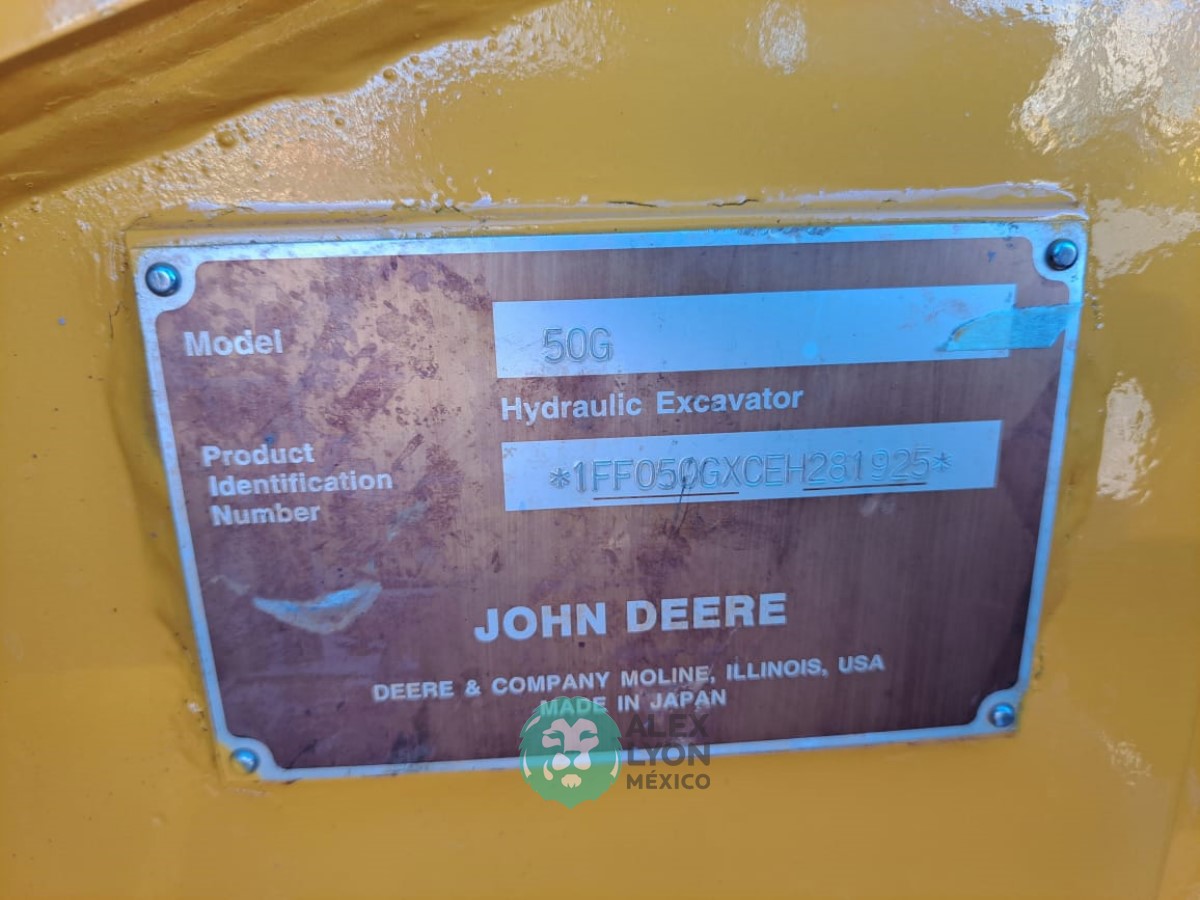 Model
50G
Hydraulic Excavator
Product
Identification
Number
*1FF050GXCEH281925*
JOHN DEERE
DEERE & COMPANY MOLINE, ILLINOIS, USA
MADE IN JAPAN
ALEX
LYON
MÉXICO